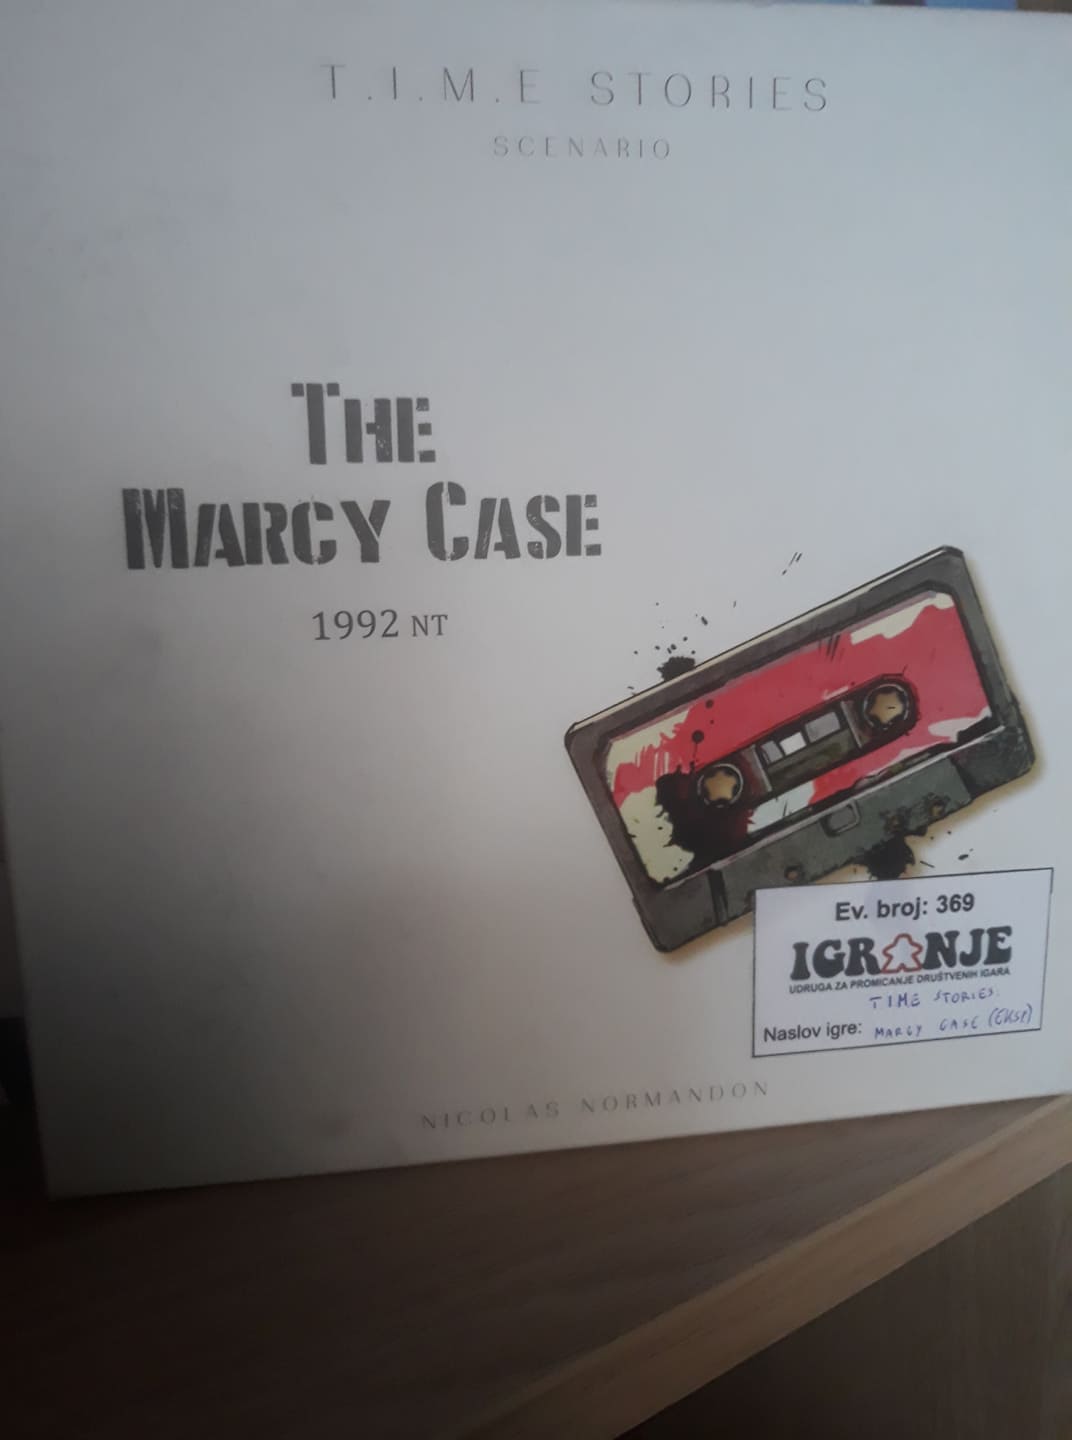 T.I.M.E STORIES
SCENARIO
THE
MARCY CASE
1992 NT
Ev. broj: 369
IGRANJE
UDRUGA ZA PROMICANJE DRUŠTVENIH IGARA
TIME STORIES:
Naslov igre: MARCY CASE (EKSP)
NICOLAS NORMANDON